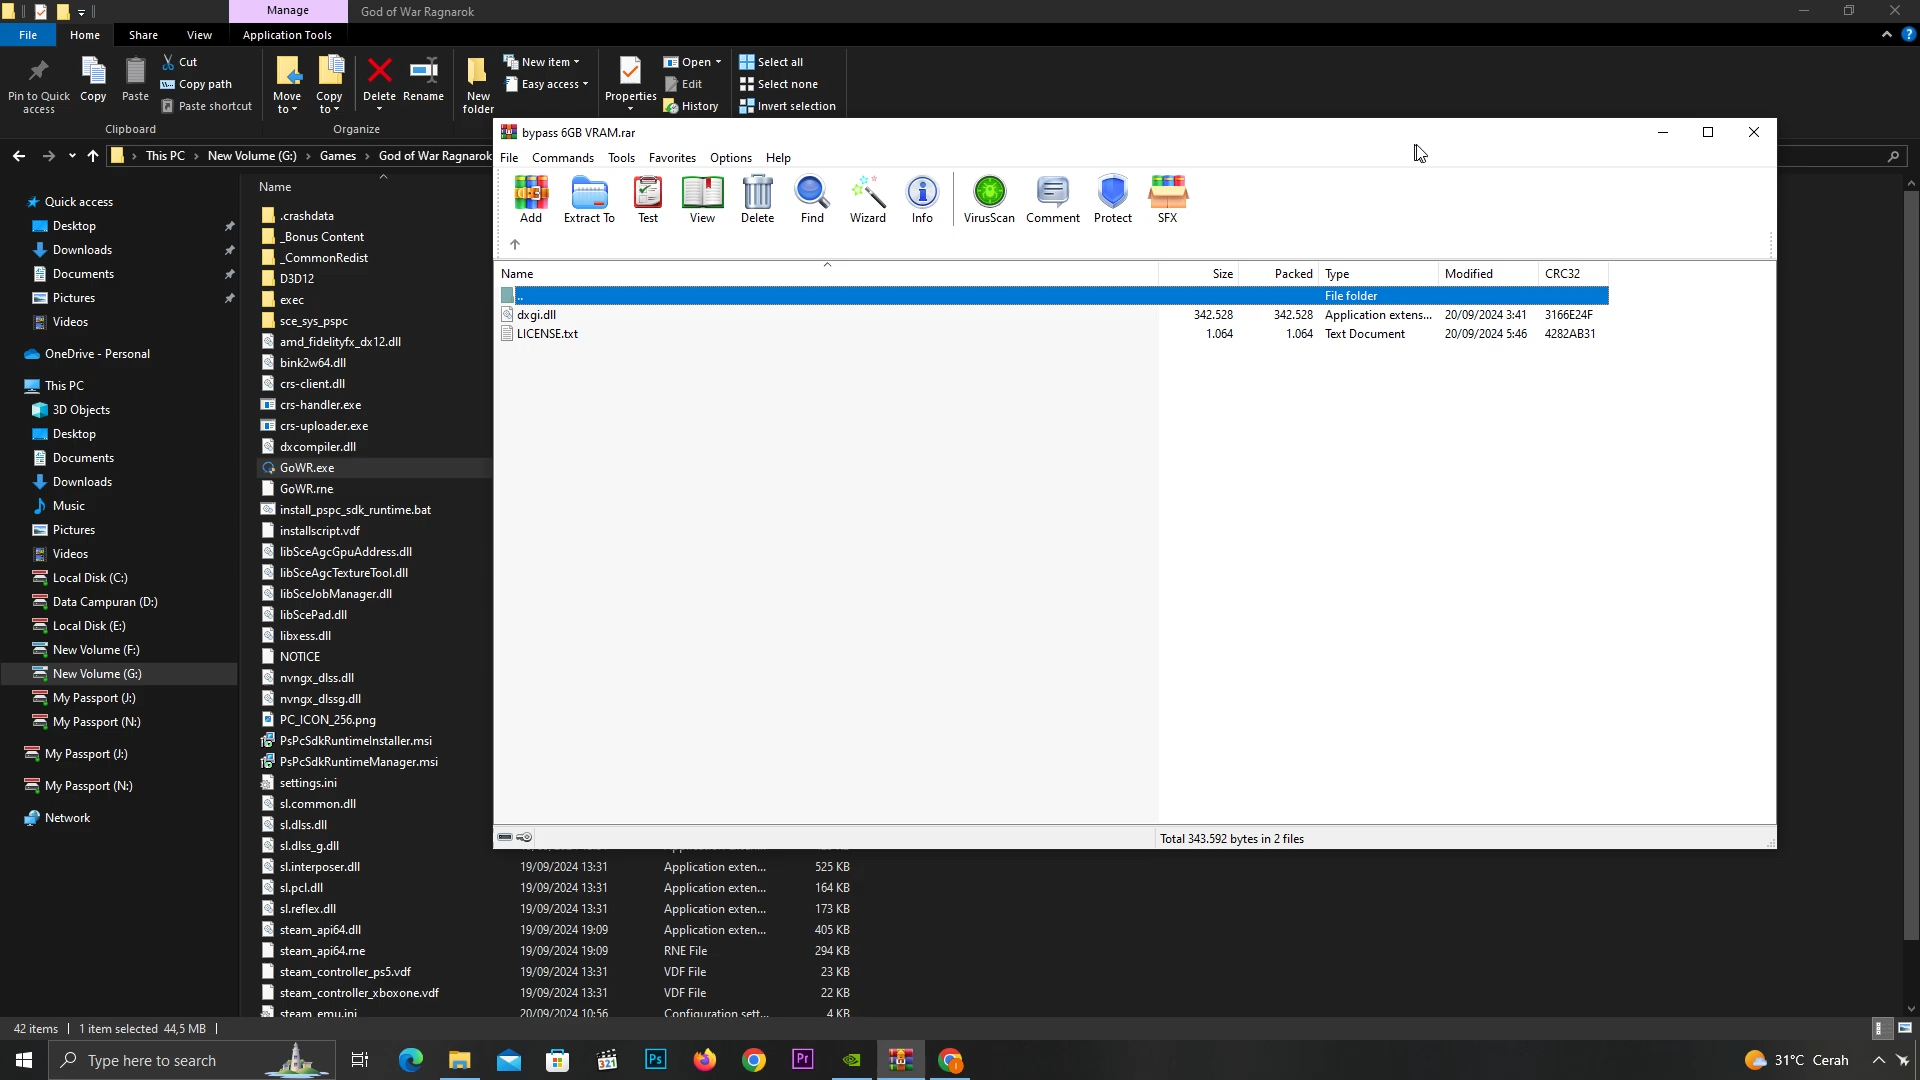 Manage
God of War Ragnarok
File
Home
Share
View
Application Tools
Pin to Quick access
Copy
Paste
Cut
Copy path
Paste shortcut
Clipboard
Move to
Copy to
Delete
Rename
Organize
New folder
New item
Easy access
Properties
Open
Edit
History
Select all
Select none
Invert selection
This PC
New Volume (G:)
Games
God of War Ragnarok
Quick access
Desktop
Downloads
Documents
Pictures
Videos
OneDrive - Personal
This PC
3D Objects
Desktop
Documents
Downloads
Music
Pictures
Videos
Local Disk (C:)
Data Campuran (D:)
Local Disk (E:)
New Volume (F:)
New Volume (G:)
My Passport (J:)
My Passport (N:)
My Passport (J:)
My Passport (N:)
Network
Name
.crashdata
_Bonus Content
_CommonRedist
D3D12
exec
sce_sys_pspc
amd_fidelityfx_dx12.dll
bink2w64.dll
crs-client.dll
crs-handler.exe
crs-uploader.exe
dxcompiler.dll
GoWR.exe
GoWR.rne
install_pspc_sdk_runtime.bat
installscript.vdf
libSceAgcGpuAddress.dll
libSceAgcTextureTool.dll
libSceJobManager.dll
libScePad.dll
libxess.dll
NOTICE
nvngx_dlss.dll
nvngx_dlssg.dll
PC_ICON_256.png
PsPcSdkRuntimeInstaller.msi
PsPcSdkRuntimeManager.msi
settings.ini
sl.common.dll
sl.dlss.dll
sl.dlss_g.dll
sl.interposer.dll 19/09/2024 13:31 Application exten... 525 KB
sl.pcl.dll 19/09/2024 13:31 Application exten... 164 KB
sl.reflex.dll 19/09/2024 13:31 Application exten... 173 KB
steam_api64.dll 19/09/2024 19:09 Application exten... 405 KB
steam_api64.rne 19/09/2024 19:09 RNE File 294 KB
steam_controller_ps5.vdf 19/09/2024 13:31 VDF File 23 KB
steam_controller_xboxone.vdf 19/09/2024 13:31 VDF File 22 KB
steam_emu.ini 20/09/2024 10:56 Configuration sett... 4 KB
bypass 6GB VRAM.rar
File Commands Tools Favorites Options Help
Add
Extract To
Test
View
Delete
Find
Wizard
Info
VirusScan
Comment
Protect
SFX
Name Size Packed Type Modified CRC32
.. File folder
dxgi.dll 342.528 342.528 Application extens... 20/09/2024 3:41 3166E24F
LICENSE.txt 1.064 1.064 Text Document 20/09/2024 5:46 4282AB31
Total 343.592 bytes in 2 files
42 items 1 item selected 44,5 MB
Type here to search
321
Ps
Pr
31°C Cerah